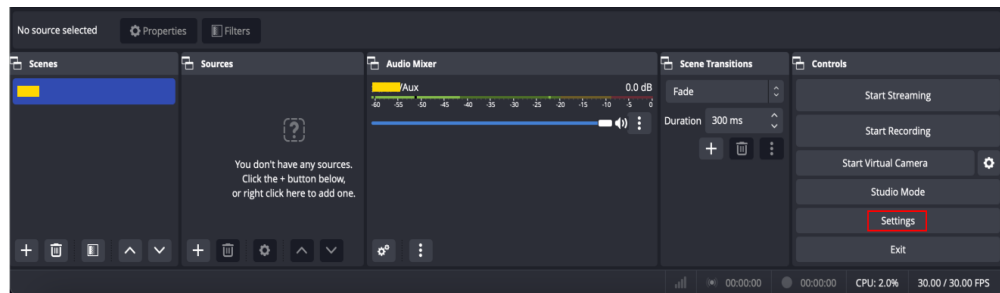 No source selected
Properties
Filters
Scenes
Sources
You don't have any sources.
Click the + button below,
or right click here to add one.
Audio Mixer
/Aux
0.0 dB
-60 -55 -50 -45 -40 -35 -30 -25 -20 -15 -10 -5 0
Scene Transitions
Fade
Duration 300 ms
Controls
Start Streaming
Start Recording
Start Virtual Camera
Studio Mode
Settings
Exit
00:00:00
00:00:00
CPU: 2.0%
30.00 / 30.00 FPS